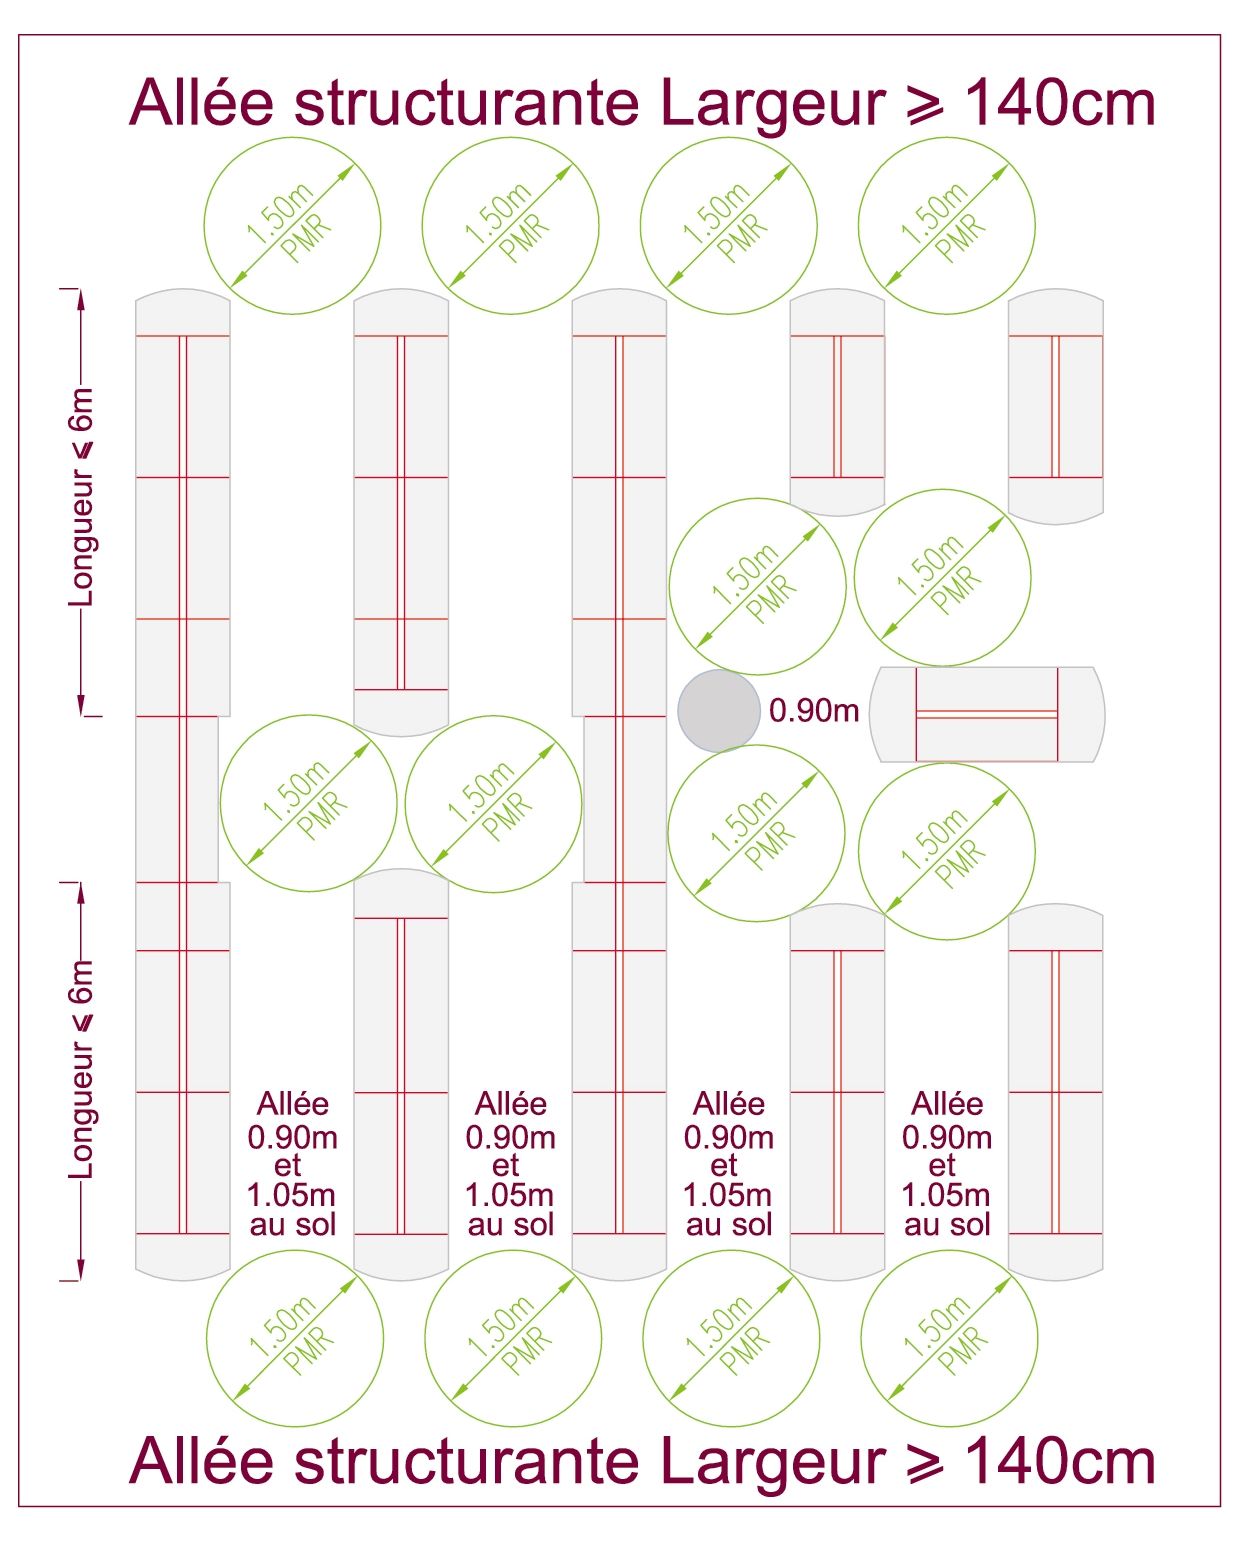 Allée structurante Largeur ⩾ 140cm
1.50m
PMR
1.50m
PMR
1.50m
PMR
1.50m
PMR
Longueur ⩽ 6m
1.50m
PMR
1.50m
PMR
0.90m
1.50m
PMR
1.50m
PMR
1.50m
PMR
1.50m
PMR
Longueur ⩽ 6m
Allée
0.90m
et
1.05m
au sol
Allée
0.90m
et
1.05m
au sol
Allée
0.90m
et
1.05m
au sol
Allée
0.90m
et
1.05m
au sol
1.50m
PMR
1.50m
PMR
1.50m
PMR
1.50m
PMR
Allée structurante Largeur ⩾ 140cm